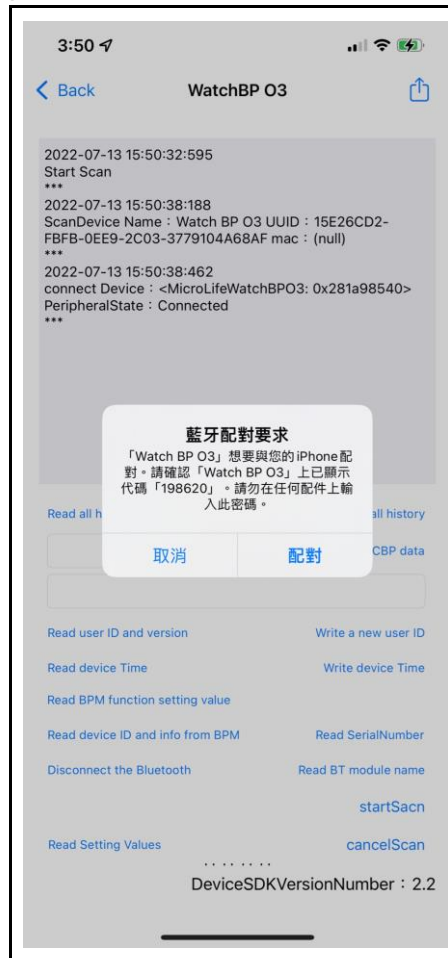 3:50
Back
WatchBP O3
2022-07-13 15:50:32:595
Start Scan
***
2022-07-13 15:50:38:188
ScanDevice Name：Watch BP O3 UUID：15E26CD2-
FBFB-0EE9-2C03-3779104A68AF mac：(null)
***
2022-07-13 15:50:38:462
connect Device：<MicroLifeWatchBPO3: 0x281a98540>
PeripheralState：Connected
***
藍牙配對要求
「Watch BP O3」想要與您的 iPhone 配
對。請確認「Watch BP O3」上已顯示
代碼「198620」。請勿在任何配件上輸
入此密碼。
取消
配對
Read all h
all history
CBP data
Read user ID and version
Write a new user ID
Read device Time
Write device Time
Read BPM function setting value
Read device ID and info from BPM
Read SerialNumber
Disconnect the Bluetooth
Read BT module name
startSacn
Read Setting Values
cancelScan
DeviceSDKVersionNumber：2.2